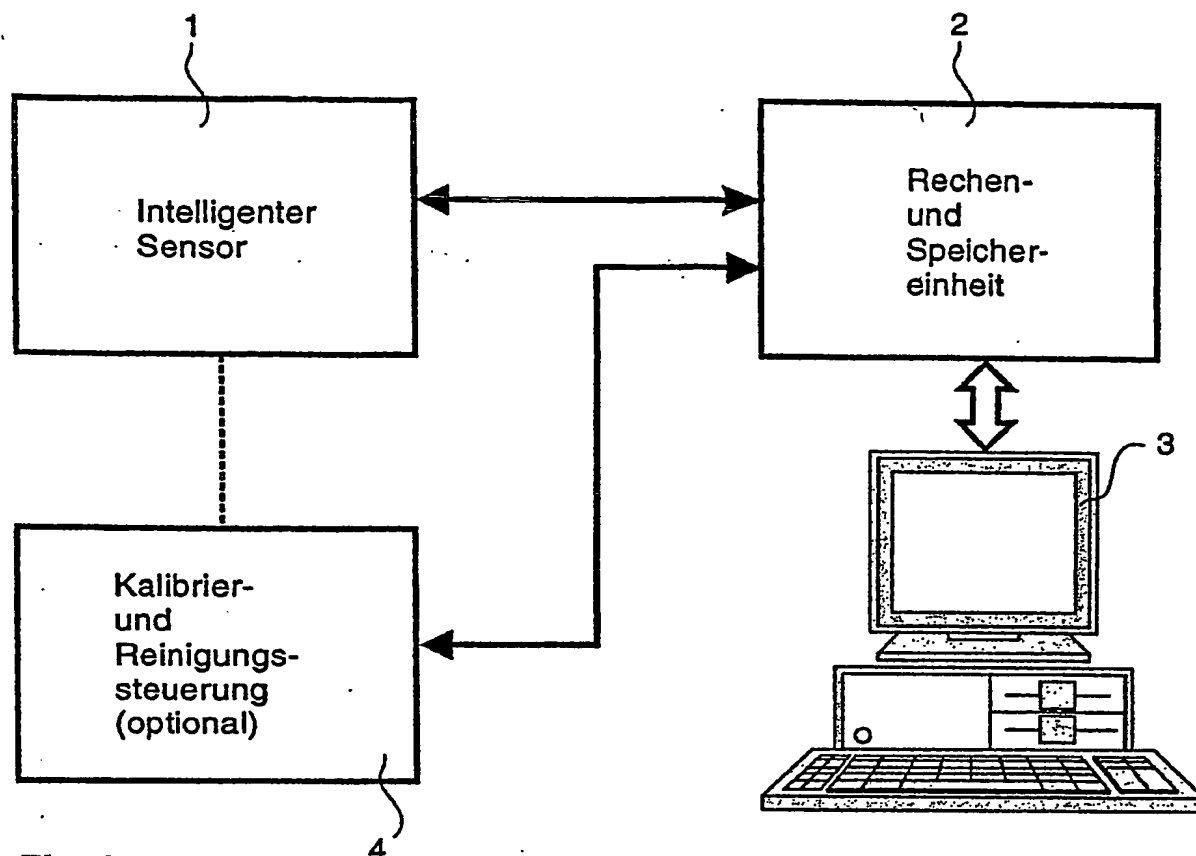 1
2
Intelligenter
Sensor
Rechen-
und
Speicher-
einheit
3
Kalibrier-
und
Reinigungs-
steuerung
(optional)
4